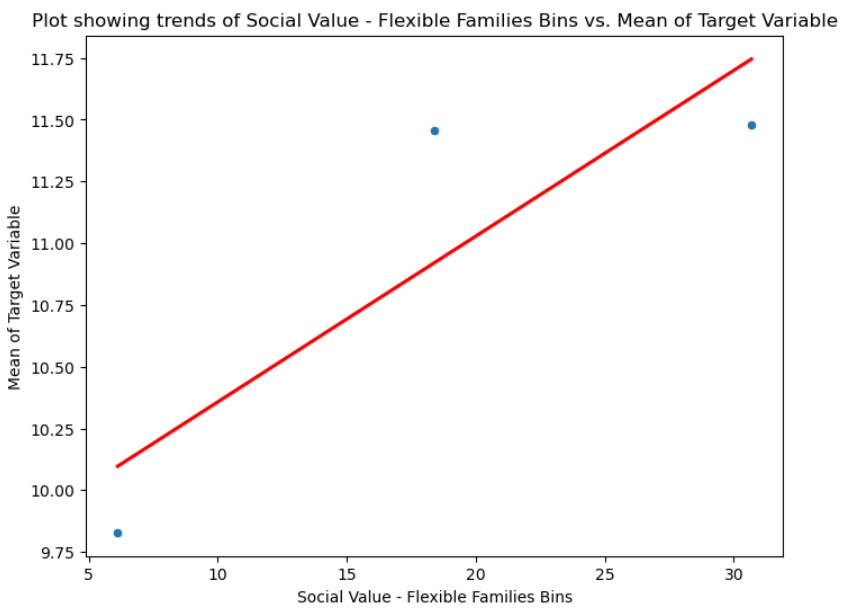 Plot showing trends of Social Value - Flexible Families Bins vs. Mean of Target Variable
11.75
11.50
11.25
11.00
10.75
10.50
10.25
10.00
9.75
Mean of Target Variable
5 10 15 20 25 30
Social Value - Flexible Families Bins